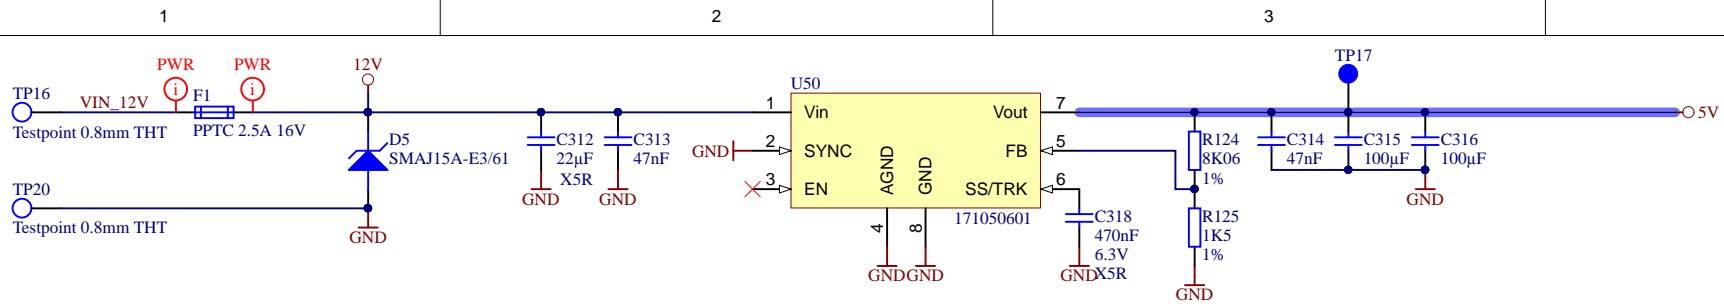 1
2
3
PWR
PWR
12V
TP17
TP16
VIN_12V
i
F1
i
U50
Testpoint 0.8mm THT
PPTC 2.5A 16V
1
Vin
Vout
7
5V
D5
SMAJ15A-E3/61
C312
22µF
X5R
C313
47nF
GND
2
SYNC
FB
5
R124
8K06
1%
C314
47nF
C315
100µF
C316
100µF
3
EN
AGND
GND
SS/TRK
6
TP20
Testpoint 0.8mm THT
GND
GND
GND
GND
171050601
4
8
C318
470nF
6.3V
X5R
R125
1K5
1%
GND
GND
GND
GND
GND